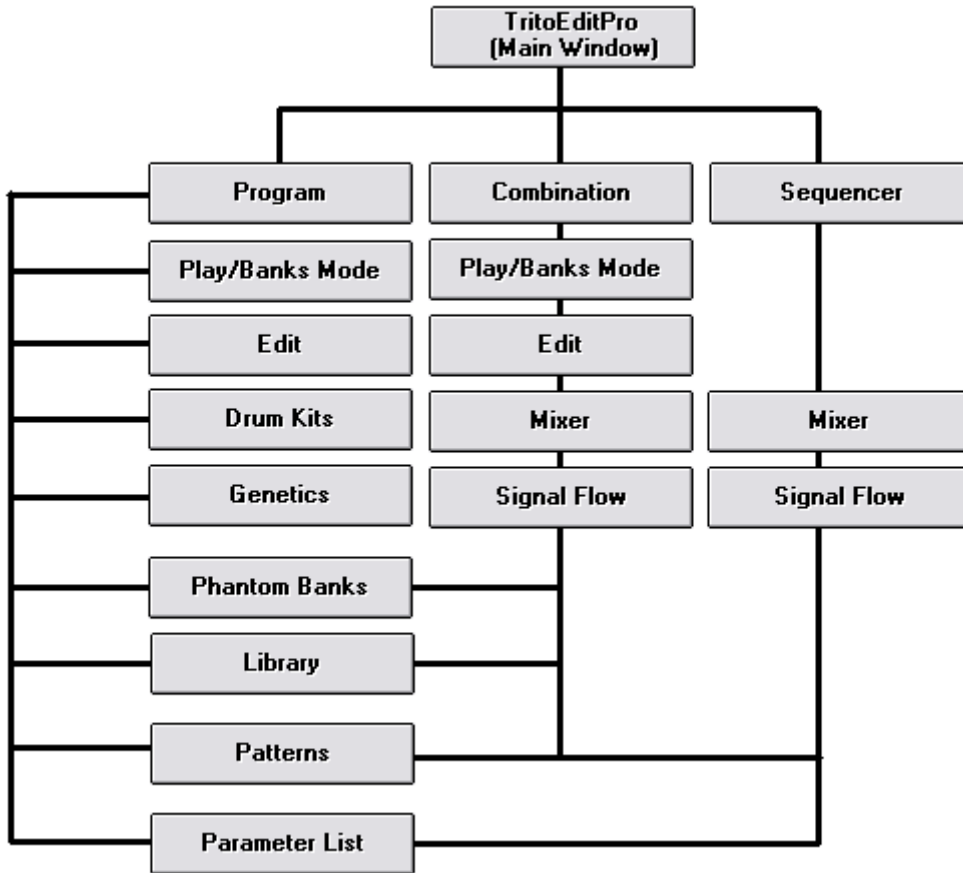 TritoEditPro
(Main Window)
Program
Combination
Sequencer
Play/Banks Mode
Play/Banks Mode
Edit
Edit
Drum Kits
Mixer
Mixer
Genetics
Signal Flow
Signal Flow
Phantom Banks
Library
Patterns
Parameter List